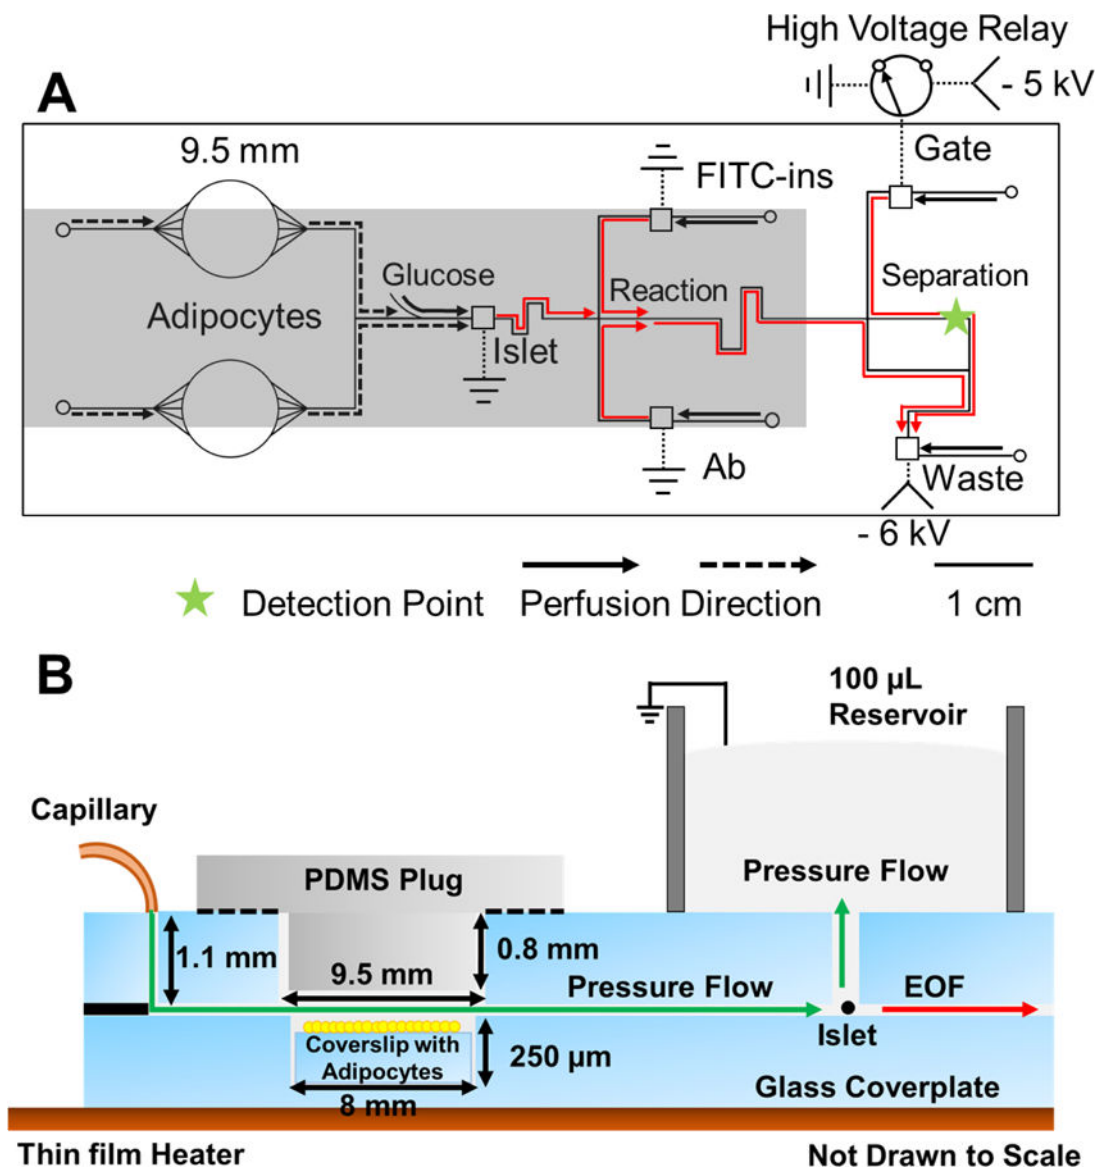 High Voltage Relay
A
- 5 kV
9.5 mm
Gate
FITC-ins
Glucose
Reaction
Separation
Adipocytes
Islet
Ab
Waste
- 6 kV
Detection Point
Perfusion Direction
1 cm
B
100 µL
Reservoir
Capillary
PDMS Plug
Pressure Flow
1.1 mm
0.8 mm
9.5 mm
Pressure Flow
EOF
Islet
Coverslip with
Adipocytes
250 µm
8 mm
Glass Coverplate
Thin film Heater
Not Drawn to Scale